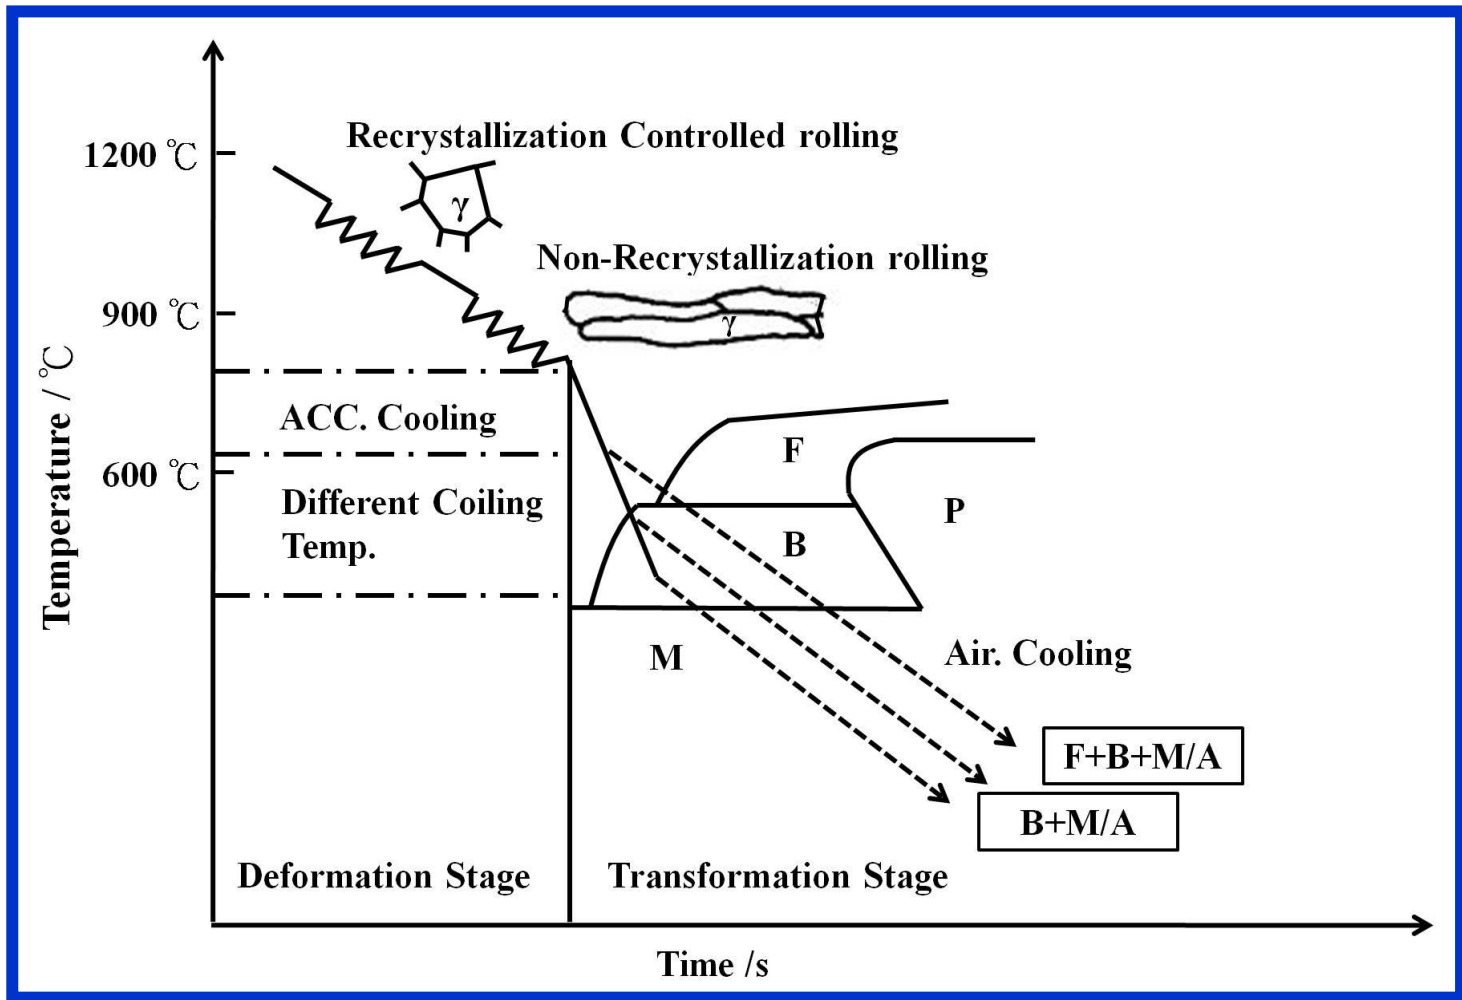 1200 ℃
Recrystallization Controlled rolling
γ
Non-Recrystallization rolling
900 ℃
γ
Temperature /℃
ACC. Cooling
F
600 ℃
Different Coiling
Temp.
P
B
M
Air. Cooling
F+B+M/A
B+M/A
Deformation Stage
Transformation Stage
Time /s